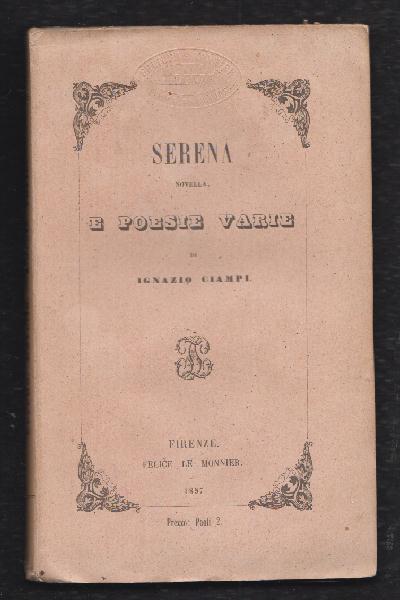 SERENA
NOVELLA,
E POESIE VARIE
DI
IGNAZIO CIAMPI.
FIRENZE.
FELICE LE MONNIER.
1857
Prezzo: Paoli 2.